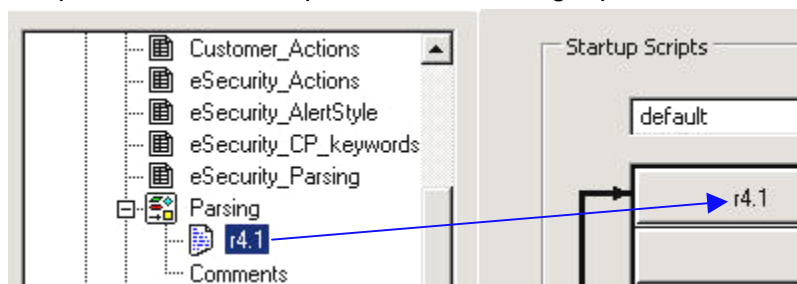 Customer_Actions
eSecurity_Actions
eSecurity_AlertStyle
eSecurity_CP_keywords
eSecurity_Parsing
Parsing
r4.1
Comments
Startup Scripts
default
r4.1